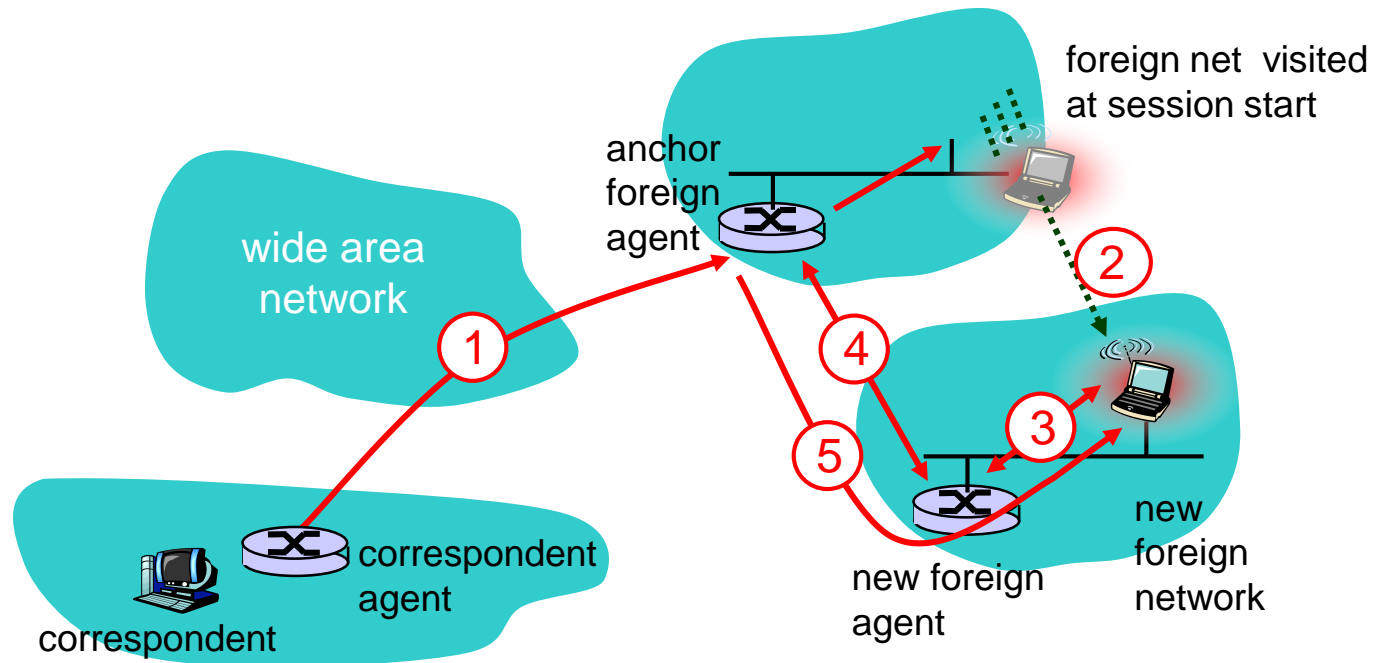 foreign net visited
at session start
anchor
foreign
agent
wide area
network
2
1
4
3
5
correspondent
agent
correspondent
new foreign
agent
new
foreign
network